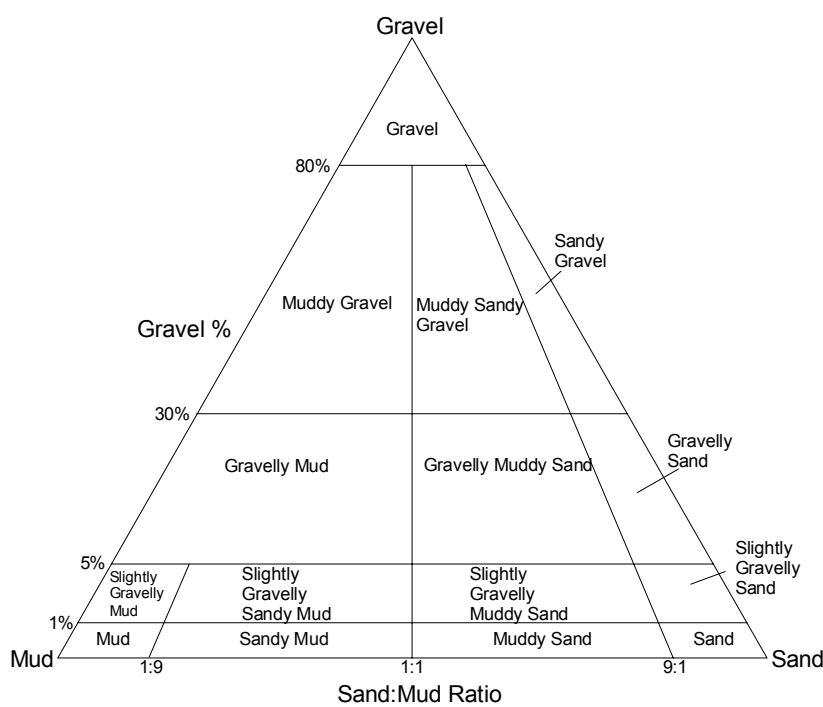 Gravel
Gravel
80%
Sandy
Gravel
Muddy Gravel
Muddy Sandy
Gravel
Gravel %
30%
Gravelly
Sand
Gravelly Mud
Gravelly Muddy Sand
5%
Slightly
Gravelly
Sand
Slightly
Gravelly
Mud
Slightly
Gravelly
Sandy Mud
Slightly
Gravelly
Muddy Sand
1%
Mud
Sandy Mud
Muddy Sand
Sand
Mud
1:9
1:1
9:1
Sand
Sand:Mud Ratio